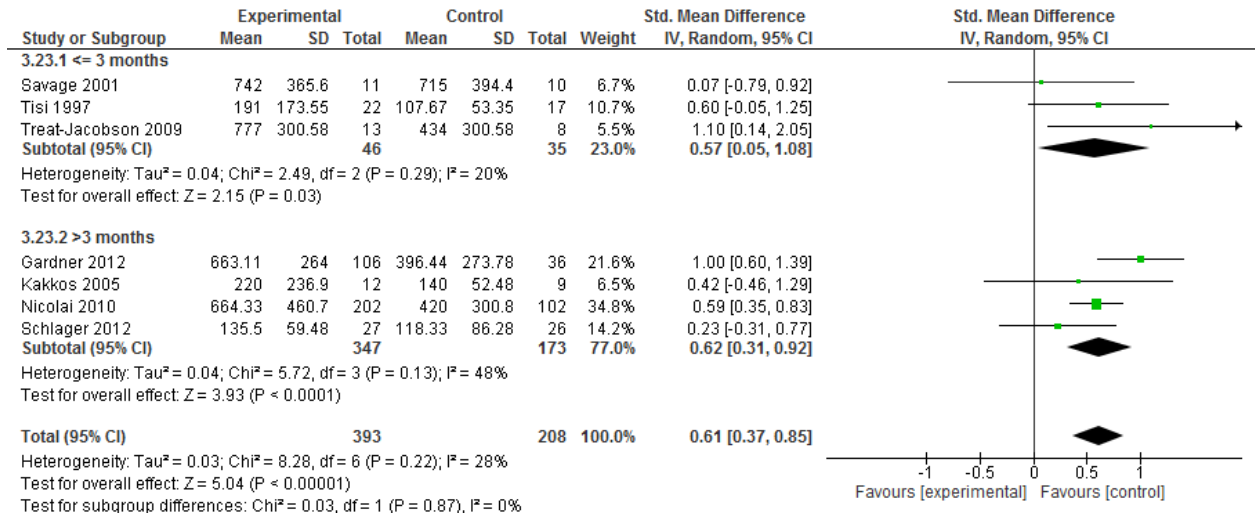 Experimental Control Std. Mean Difference Std. Mean Difference
Study or Subgroup Mean SD Total Mean SD Total Weight IV, Random, 95% CI IV, Random, 95% CI
3.23.1 <= 3 months
Savage 2001 742 365.6 11 715 394.4 10 6.7% 0.07 [-0.79, 0.92]
Tisi 1997 191 173.55 22 107.67 53.35 17 10.7% 0.60 [-0.05, 1.25]
Treat-Jacobson 2009 777 300.58 13 434 300.58 8 5.5% 1.10 [0.14, 2.05]
Subtotal (95% CI) 46 35 23.0% 0.57 [0.05, 1.08]
Heterogeneity: Tau² = 0.04; Chi² = 2.49, df = 2 (P = 0.29); I² = 20%
Test for overall effect: Z = 2.15 (P = 0.03)
3.23.2 >3 months
Gardner 2012 663.11 264 106 396.44 273.78 36 21.6% 1.00 [0.60, 1.39]
Kakkos 2005 220 236.9 12 140 52.48 9 6.5% 0.42 [-0.46, 1.29]
Nicolai 2010 664.33 460.7 202 420 300.8 102 34.8% 0.59 [0.35, 0.83]
Schlager 2012 135.5 59.48 27 118.33 86.28 26 14.2% 0.23 [-0.31, 0.77]
Subtotal (95% CI) 347 173 77.0% 0.62 [0.31, 0.92]
Heterogeneity: Tau² = 0.04; Chi² = 5.72, df = 3 (P = 0.13); I² = 48%
Test for overall effect: Z = 3.93 (P < 0.0001)
Total (95% CI) 393 208 100.0% 0.61 [0.37, 0.85]
Heterogeneity: Tau² = 0.03; Chi² = 8.28, df = 6 (P = 0.22); I² = 28%
Test for overall effect: Z = 5.04 (P < 0.00001)
Test for subgroup differences: Chi² = 0.03, df = 1 (P = 0.87), I² = 0%
-1 -0.5 0 0.5 1
Favours [experimental] Favours [control]